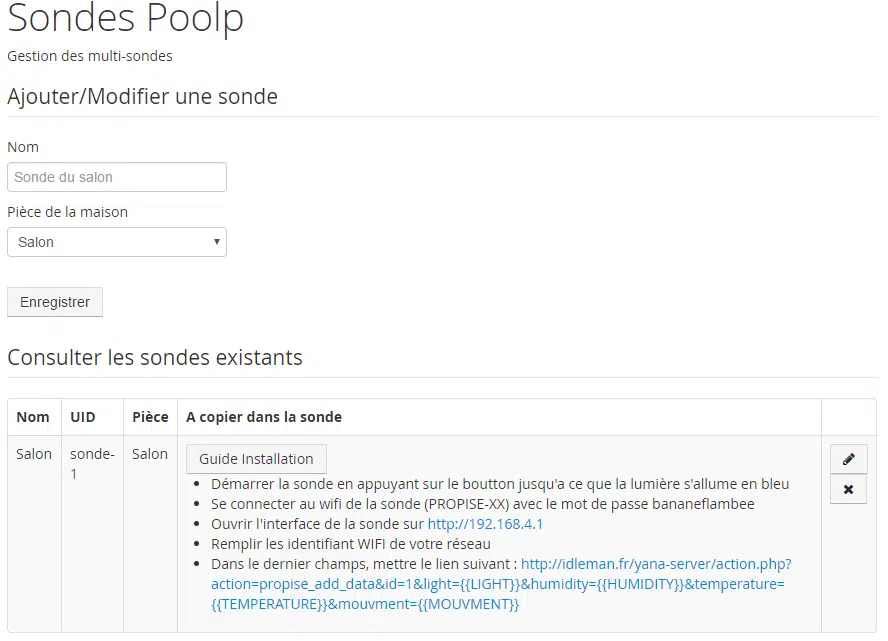 Sondes Poolp
Gestion des multi-sondes
Ajouter/Modifier une sonde
Nom
Sonde du salon
Pièce de la maison
Salon
Enregistrer
Consulter les sondes existants
Nom UID Pièce A copier dans la sonde
Salon sonde-1 Salon
Guide Installation
Démarrer la sonde en appuyant sur le boutton jusqu'a ce que la lumière s'allume en bleu
Se connecter au wifi de la sonde (PROPISE-XX) avec le mot de passe bananeflambee
Ouvrir l'interface de la sonde sur http://192.168.4.1
Remplir les identifiant WIFI de votre réseau
Dans le dernier champs, mettre le lien suivant : http://idleman.fr/yana-server/action.php?
action=propise_add_data&id=1&light={{LIGHT}}&humidity={{HUMIDITY}}&temperature=
{{TEMPERATURE}}&mouvment={{MOUVMENT}}